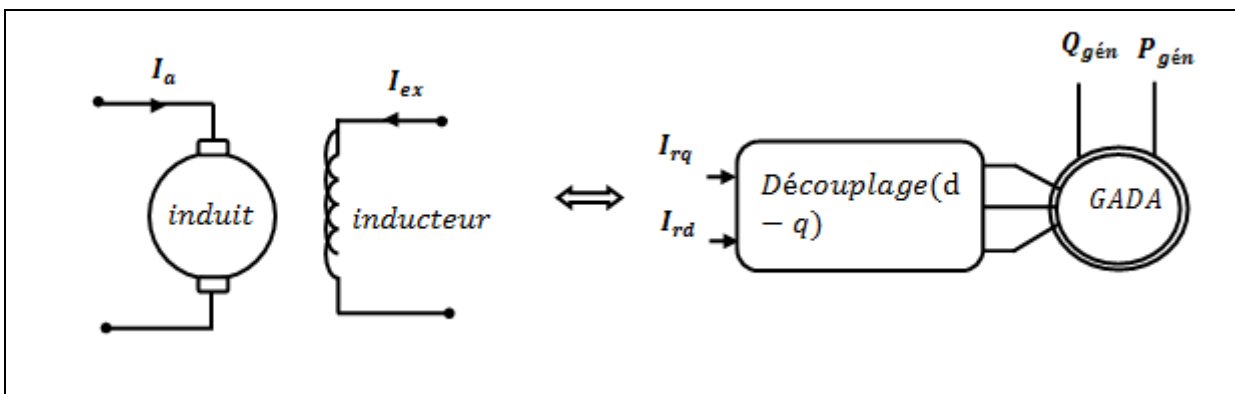 I_a
I_ex
induit
inducteur
I_rq
I_rd
Découplage(d
− q)
Q_gén P_gén
GADA